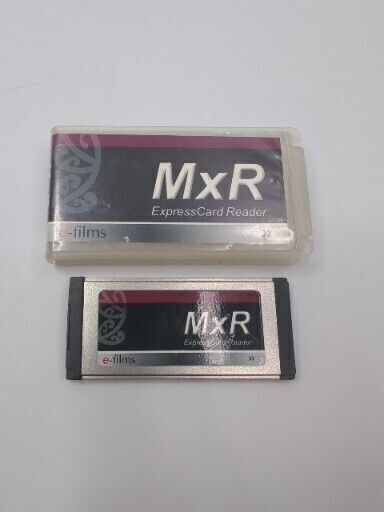 MxR
ExpressCard Reader
e-films
»
MxR
ExpressCard Reader
e-films
»